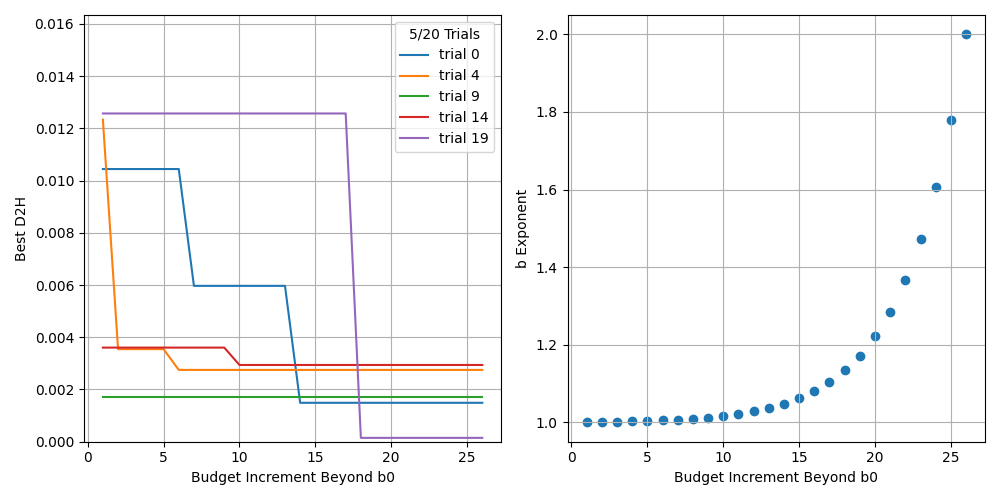 0.016
0.014
0.012
0.010
0.008
0.006
0.004
0.002
0.000
Best D2H
0 5 10 15 20 25
Budget Increment Beyond b0
5/20 Trials
trial 0
trial 4
trial 9
trial 14
trial 19
2.0
1.8
1.6
1.4
1.2
1.0
b Exponent
0 5 10 15 20 25
Budget Increment Beyond b0